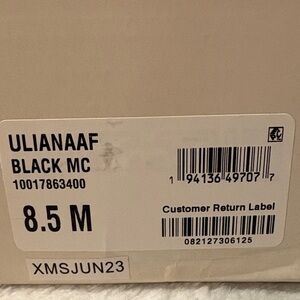 ULIANAAF
BLACK MC
10017863400
8.5 M
1 94136 49707 7
Customer Return Label
082127306125
XMSJUN23